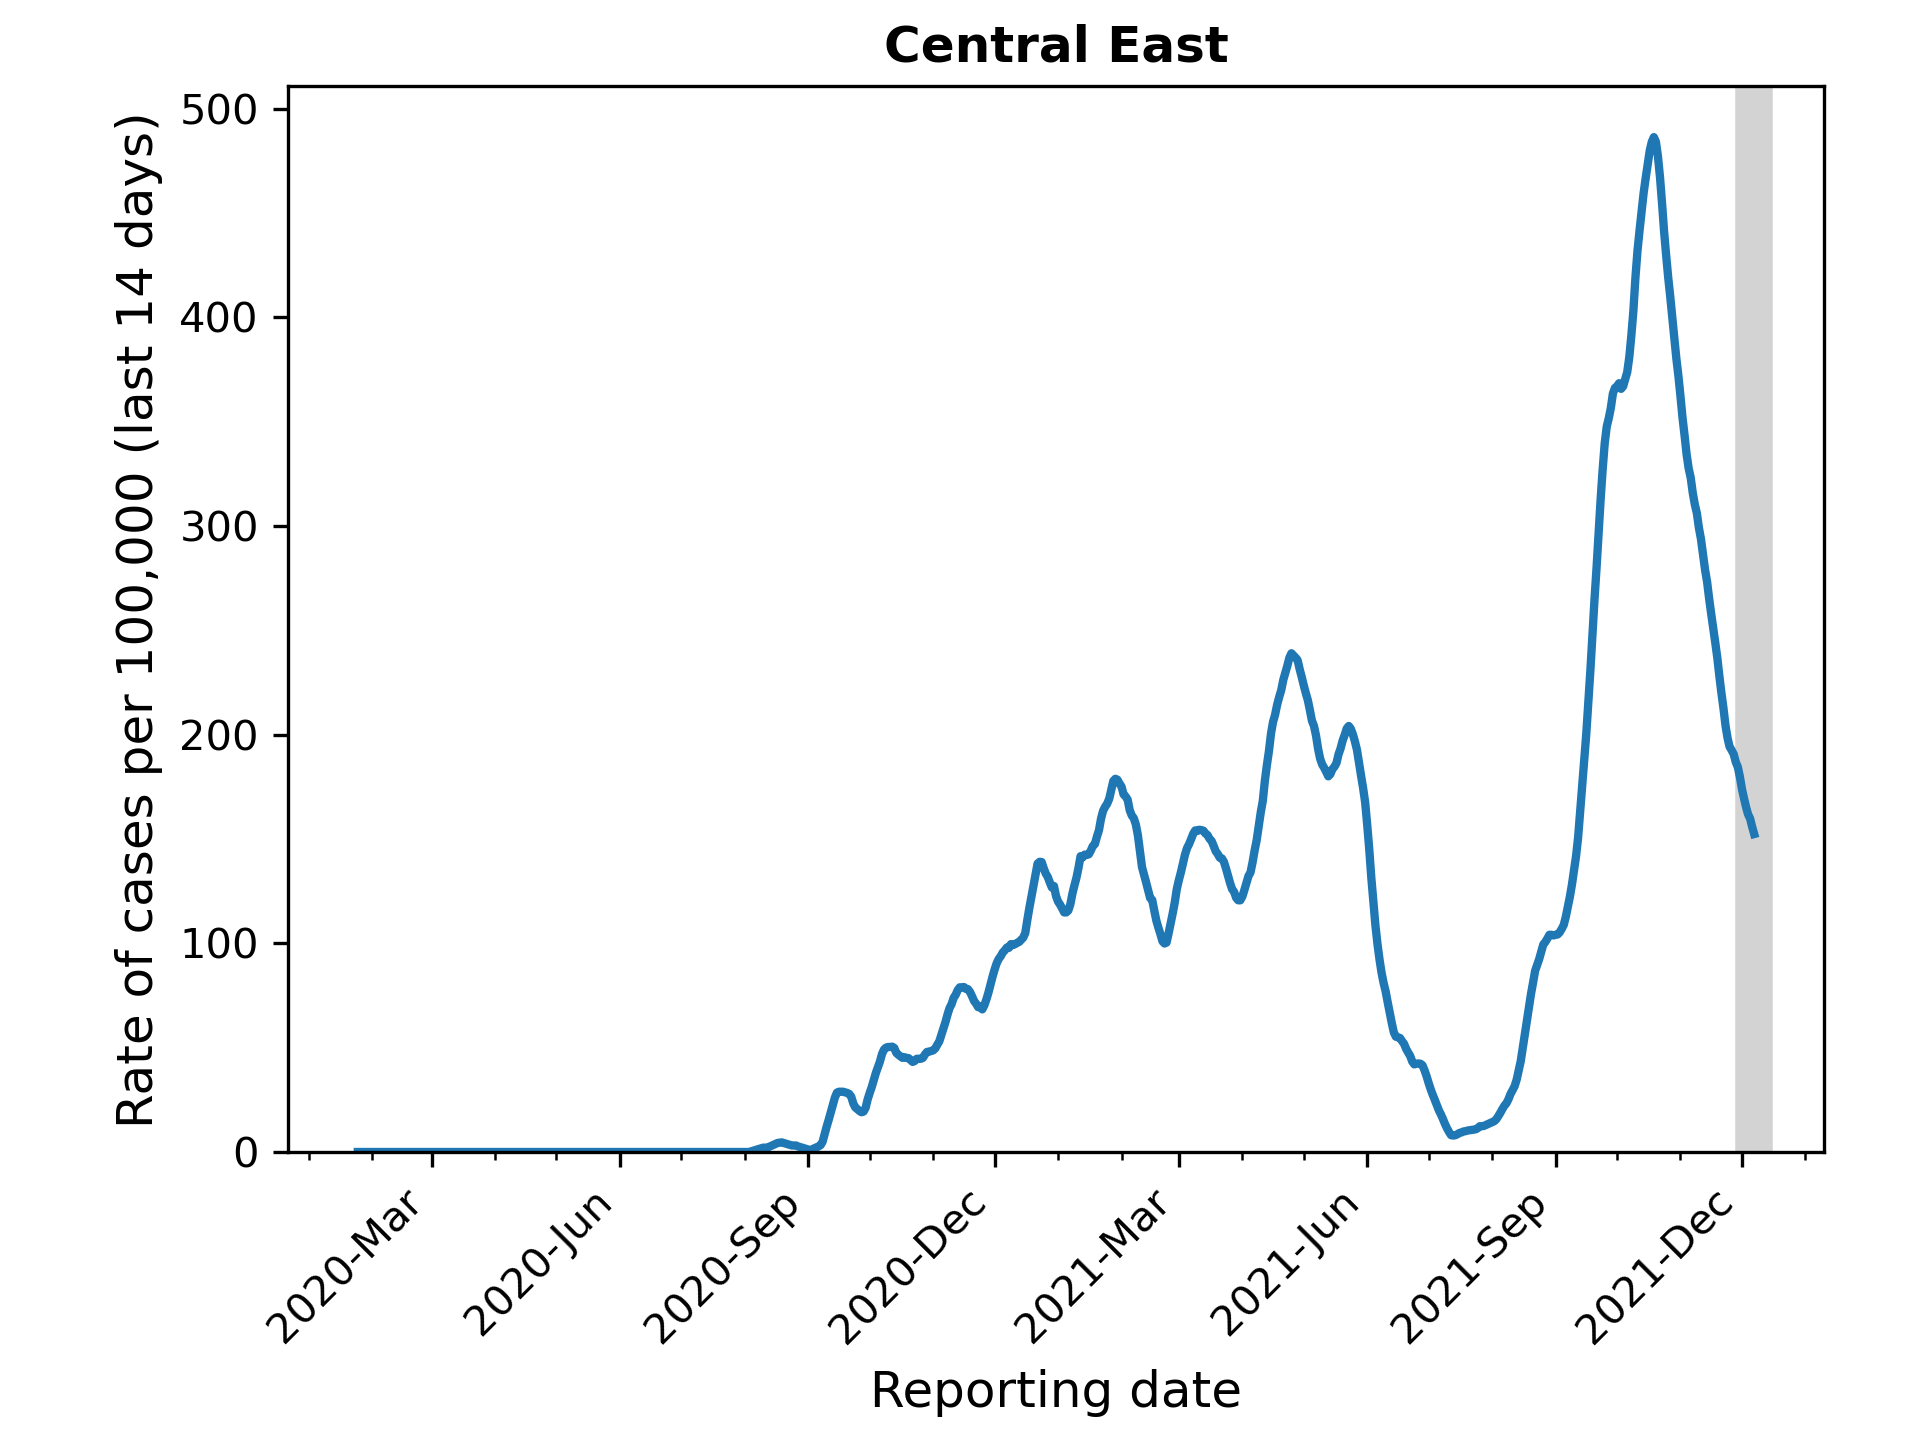 Central East
Rate of cases per 100,000 (last 14 days)
500
400
300
200
100
0
2020-Mar
2020-Jun
2020-Sep
2020-Dec
2021-Mar
2021-Jun
2021-Sep
2021-Dec
Reporting date